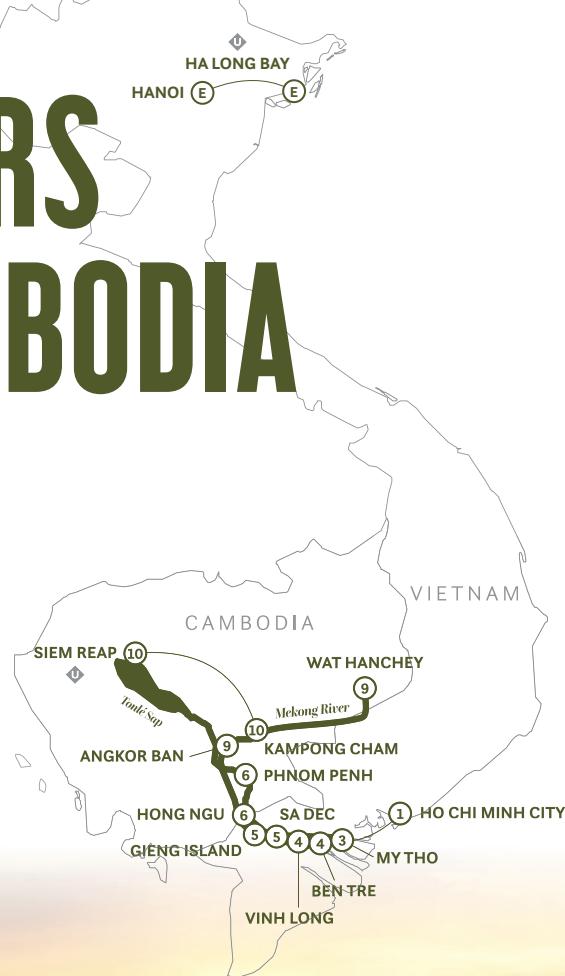 U
HA LONG BAY
HANOI E E
RS
BODIA
VIETNAM
CAMBODIA
SIEM REAP 10
U
WAT HANCHEY
9
Tonlé Sap
Mekong River
10
KAMPONG CHAM
9
ANGKOR BAN
6 PHNOM PENH
HONG NGU 6
SA DEC
1 HO CHI MINH CITY
5 5 4 4 3
GIENG ISLAND
MY THO
BEN TRE
VINH LONG